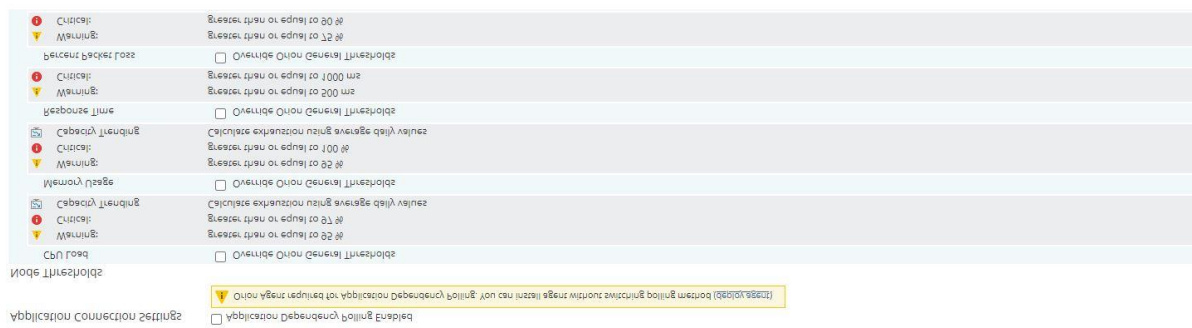 Application Connection Settings Application Dependency Polling Enabled
Orion Agent required for Application Dependency Polling. You can install agent without switching polling method (deploy agent)
Node Thresholds
CPU Load Override Orion General Thresholds
Warning: greater than or equal to 95 %
Critical: greater than or equal to 97 %
Capacity Trending Calculate exhaustion using average daily values
Memory Usage Override Orion General Thresholds
Warning: greater than or equal to 95 %
Critical: greater than or equal to 100 %
Capacity Trending Calculate exhaustion using average daily values
Response Time Override Orion General Thresholds
Warning: greater than or equal to 500 ms
Critical: greater than or equal to 1000 ms
Percent Packet Loss Override Orion General Thresholds
Warning: greater than or equal to 75 %
Critical: greater than or equal to 90 %